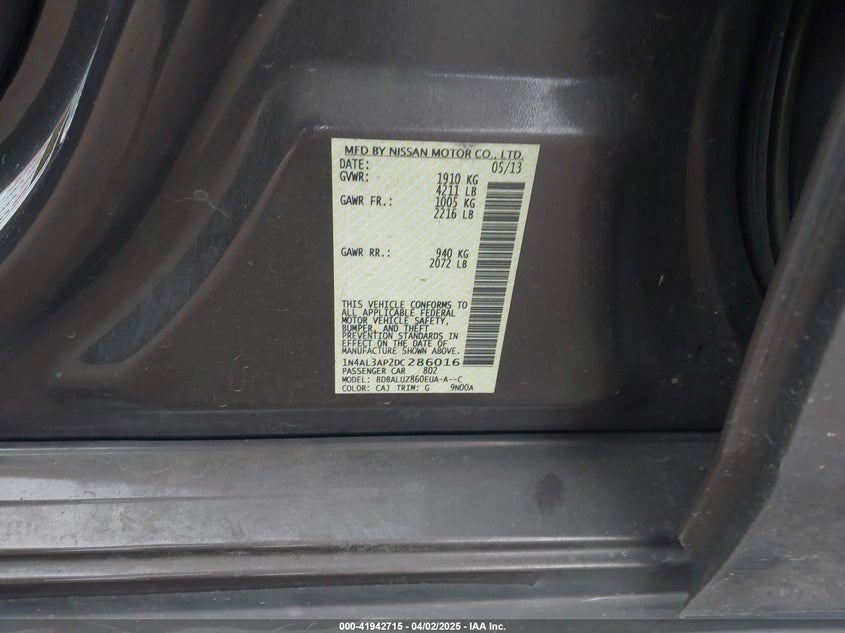 MFD BY NISSAN MOTOR CO., LTD.
DATE: 05/13
GVWR: 1910 KG
4211 LB
GAWR FR.: 1005 KG
2216 LB
GAWR RR.: 940 KG
2072 LB
THIS VEHICLE CONFORMS TO
ALL APPLICABLE FEDERAL
MOTOR VEHICLE SAFETY,
BUMPER, AND THEFT
PREVENTION STANDARDS IN
EFFECT ON THE DATE OF
MANUFACTURE SHOWN ABOVE.
1N4AL3AP2DC286016
PASSENGER CAR 802
MODEL: BDBALUZ860EUA-A--C
COLOR: CAJ TRIM: G 9N00A
000-41942715 - 04/02/2025 - IAA Inc.